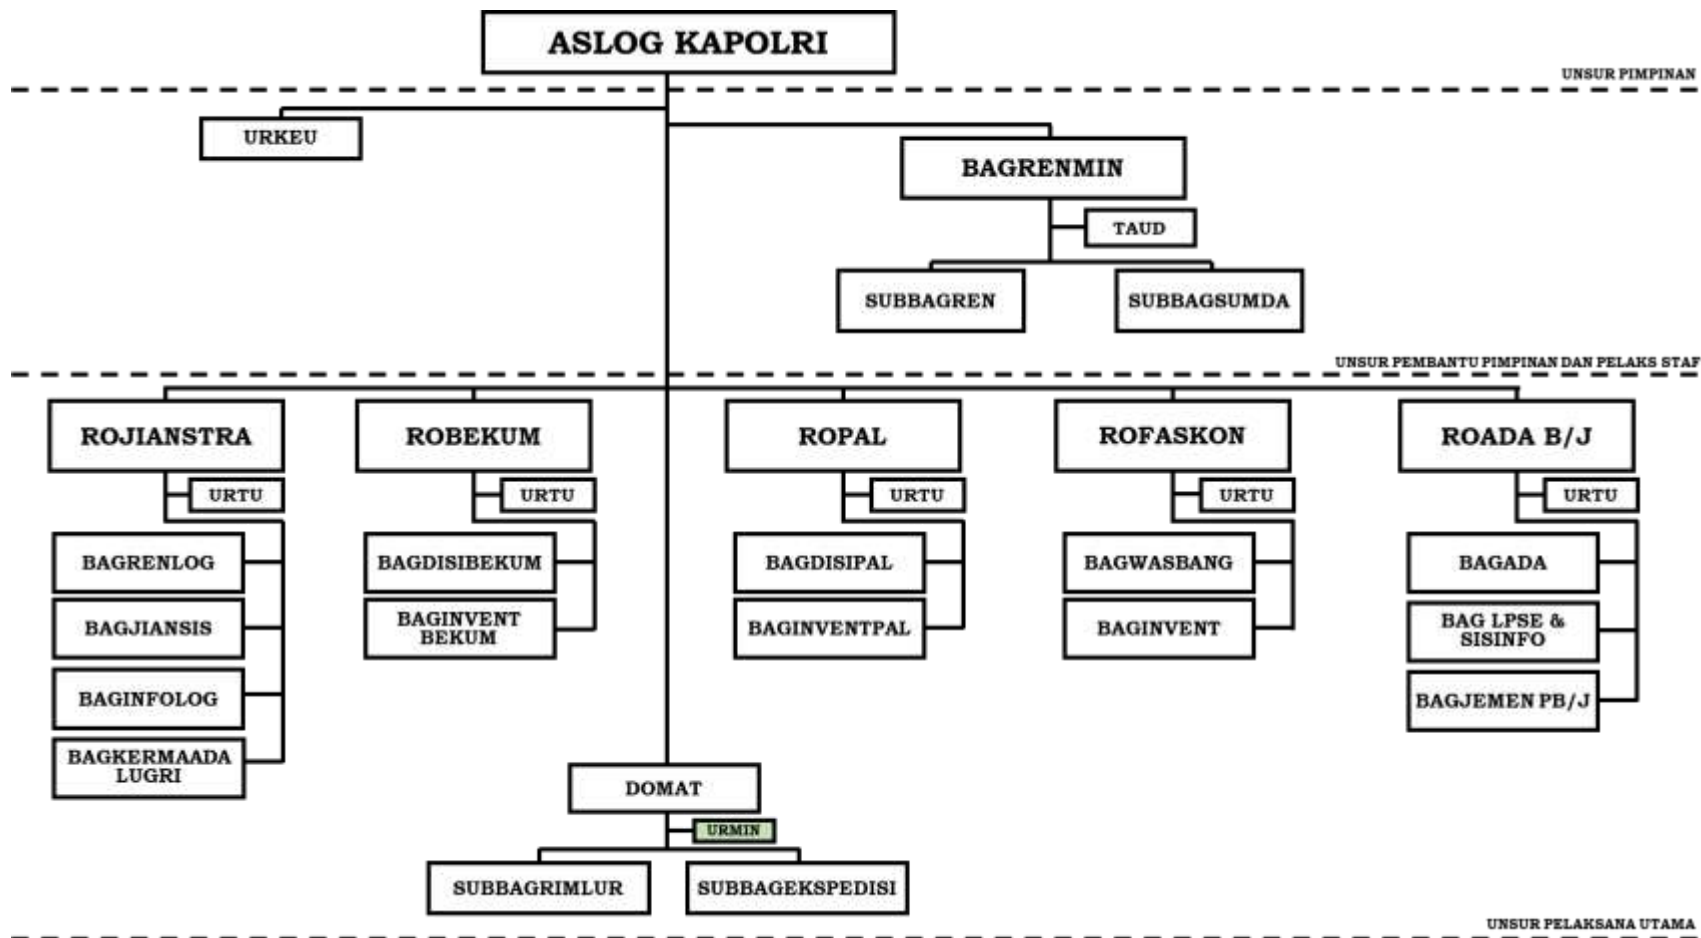 ASLOG KAPOLRI
UNSUR PIMPINAN
URKEU
BAGRENMIN
TAUD
SUBBAGREN
SUBBAGSUMDA
UNSUR PEMBANTU PIMPINAN DAN PELAKS STAF
ROJIANSTRA
ROBEKUM
ROPAL
ROFASKON
ROADA B/J
URTU
URTU
URTU
URTU
URTU
BAGRENLOG
BAGDISIBEKUM
BAGDISIPAL
BAGWASBANG
BAGADA
BAGJIANSIS
BAGINVENT
BEKUM
BAGINVENTPAL
BAGINVENT
BAG LPSE &
SISINFO
BAGINFOLOG
BAGJEMEN PB/J
BAGKERMAADA
LUGRI
DOMAT
URMIN
SUBBAGRIMLUR
SUBBAGEKSPEDISI
UNSUR PELAKSANA UTAMA